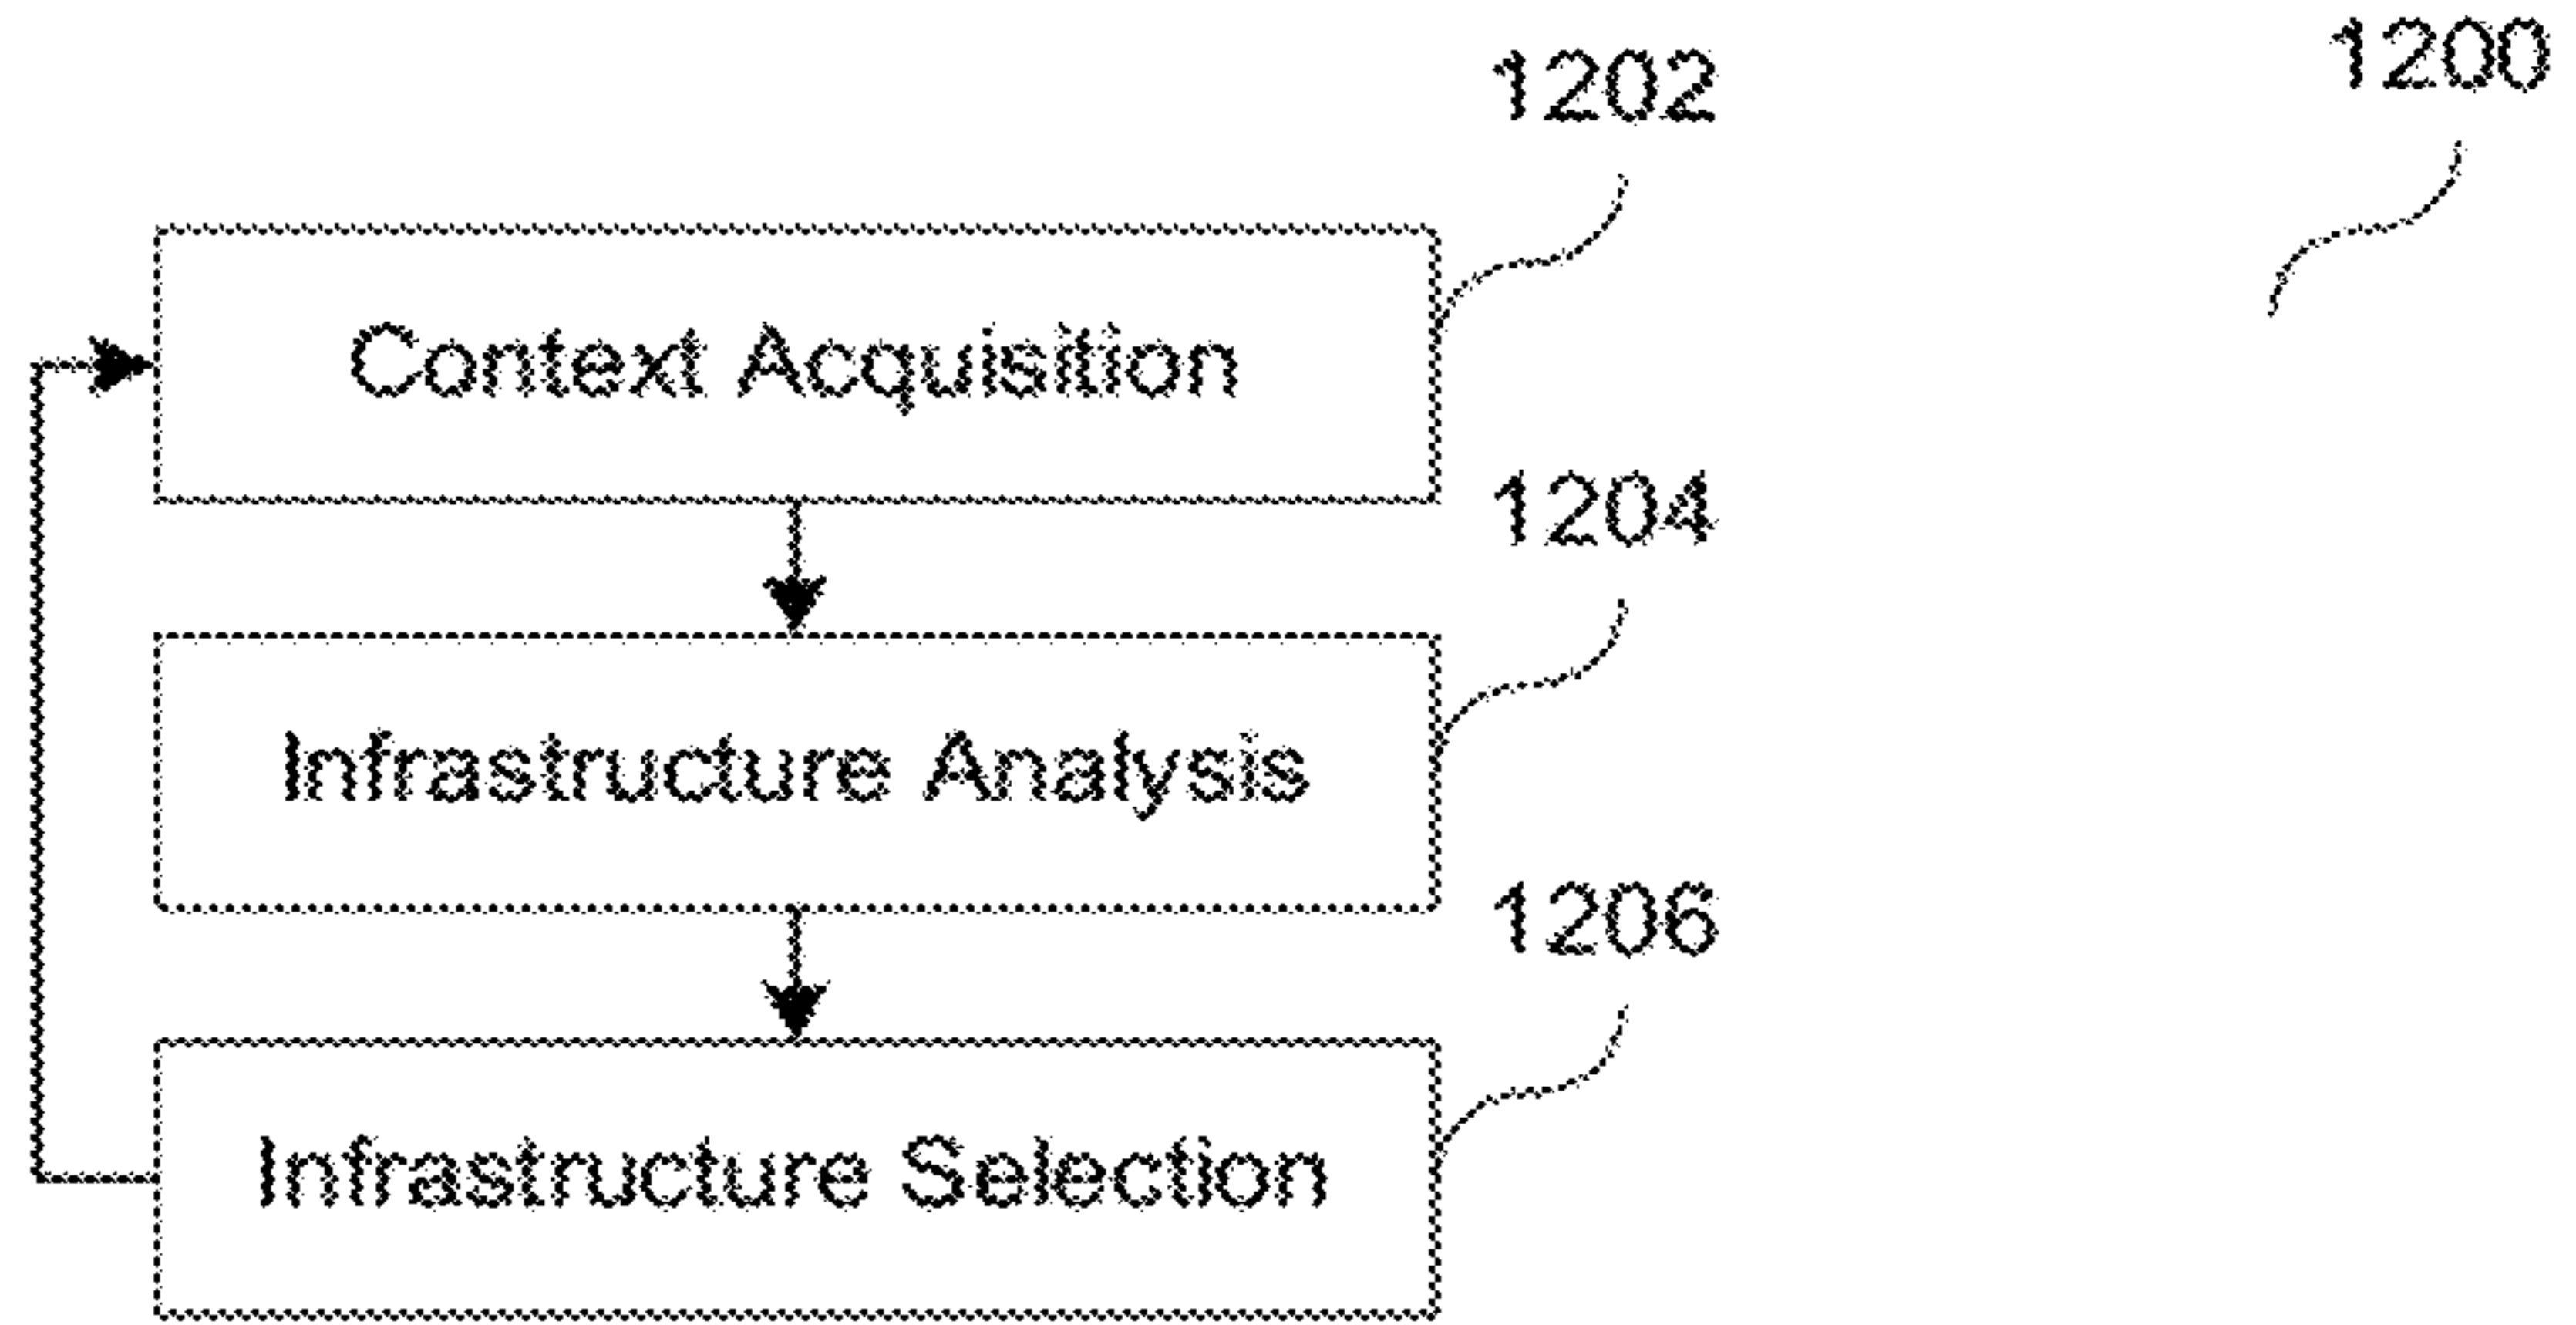 1200
1202
Context Acquisition
1204
Infrastructure Analysis
1206
Infrastructure Selection